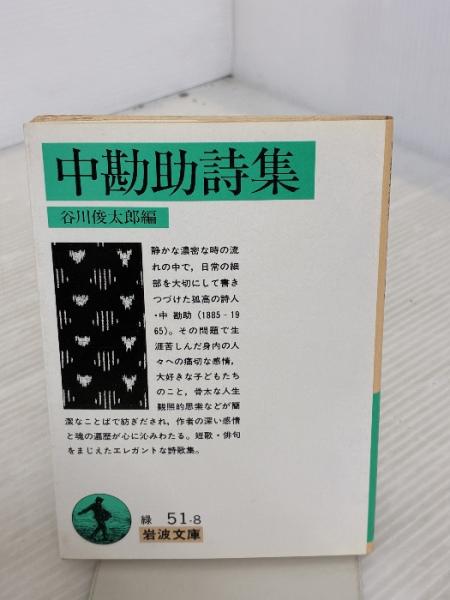 中勘助詩集
谷川俊太郎編
静かな濃密な時の流
れの中で，日常の細
部を大切にして書き
つづけた孤高の詩人
・中 勘助（1885‐19
65）。その問題で生
涯苦しんだ身内の人
々への痛切な感情，
大好きな子どもたち
のこと，骨太な人生
観照的思索などが簡
潔なことばで紡ぎだされ，作者の深い感情
と魂の遍歴が心に沁みわたる。短歌・俳句
をまじえたエレガントな詩歌集。
緑 51-8
岩波文庫